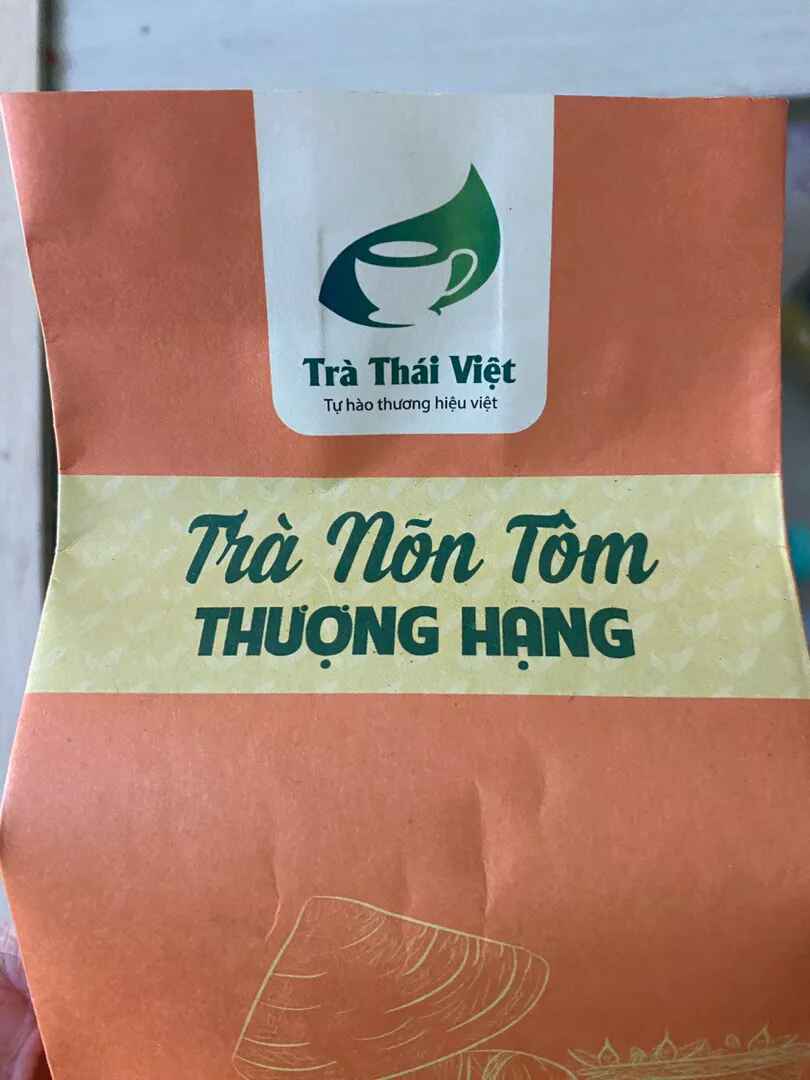 Trà Thái Việt
Tự hào thương hiệu việt
Trà Nõn Tôm
THƯỢNG HẠNG